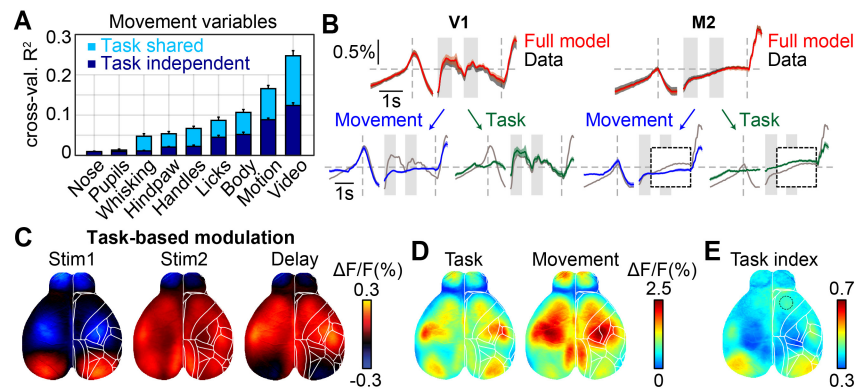 A
Movement variables
cross-val. R²
0.3
0.2
0.1
0
Task shared
Task independent
Nose
Pupils
Whisking
Hindpaw
Handles
Licks
Body
Motion
Video
B
V1
M2
0.5%
1s
Full model
Data
Full model
Data
Movement
Task
Movement
Task
1s
C
Task-based modulation
Stim1
Stim2
Delay
ΔF/F(%)
0.3
-0.3
D
Task
Movement
ΔF/F(%)
2.5
0
E
Task index
0.7
0.3